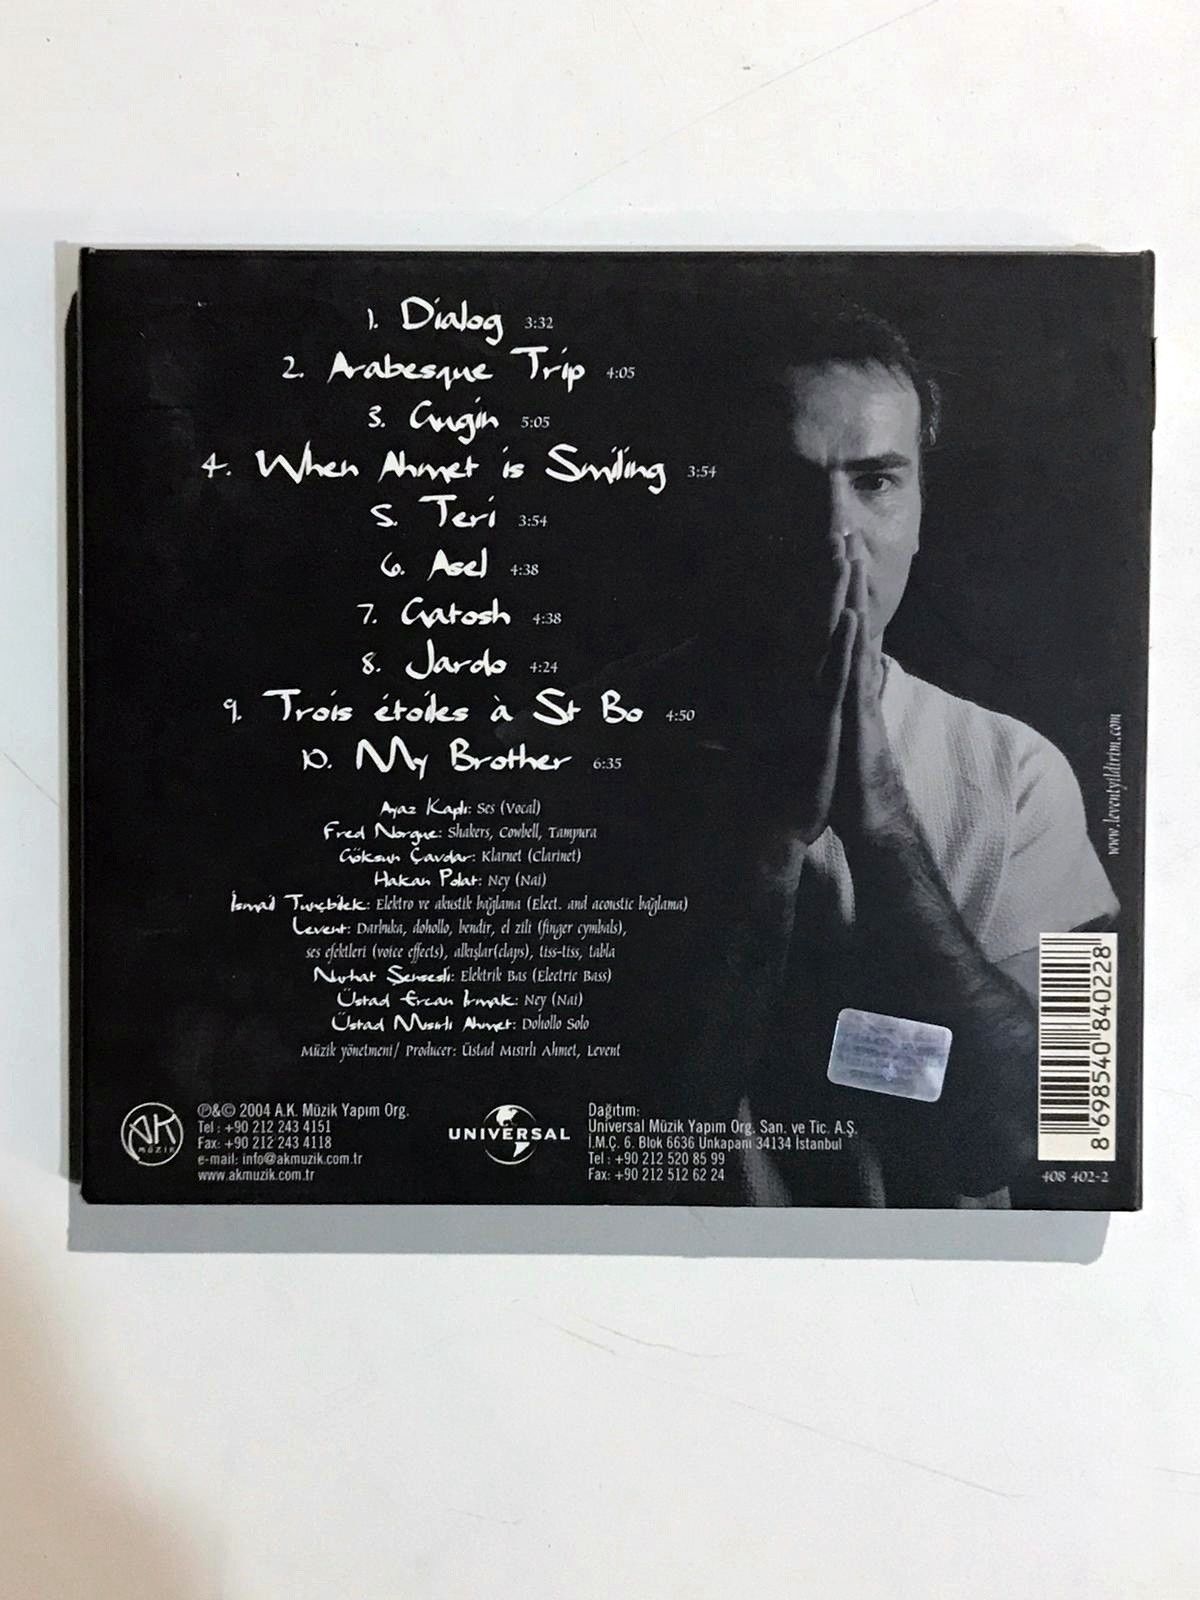 1. Dialog 3:32
2. Arabesque Trip 4:05
3. Gugin 5:05
4. When Ahmet is Smiling 3:54
5. Teri 3:54
6. Asel 4:38
7. Gatosh 4:38
8. Jardo 4:24
9. Trois étoiles à St Bo 4:50
10. My Brother 6:35
Ayaz Kaplı: Ses (Vocal)
Fred Norgue: Shakers, Cowbell, Tampura
Göksun Çavdar: Klarnet (Clarinet)
Hakan Polat: Ney (Nai)
İsmail Tunçbilek: Elektro ve akustik bağlama (Elect. and acoustic bağlama)
Levent: Darbuka, dohollo, bendir, el zili (finger cymbals),
ses efektleri (voice effects), alkışlar(claps), tiss-tiss, tabla
Nurhat Şensesli: Elektrik Bas (Electric Bass)
Üstad Ercan Irmak: Ney (Nai)
Üstad Mısırlı Ahmet: Dohollo Solo
Müzik yönetmeni/ Producer: Üstad Mısırlı Ahmet, Levent
www.leventyildirim.com
AK
müzik
℗&© 2004 A.K. Müzik Yapım Org.
Tel : +90 212 243 4151
Fax: +90 212 243 4118
e-mail: info@akmuzik.com.tr
www.akmuzik.com.tr
UNIVERSAL
Dağıtım:
Universal Müzik Yapım Org. San. ve Tic. A.Ş.
İ.M.Ç. 6. Blok 6636 Unkapanı 34134 İstanbul
Tel : +90 212 520 85 99
Fax: +90 212 512 62 24
8 698540 840228
408 402-2